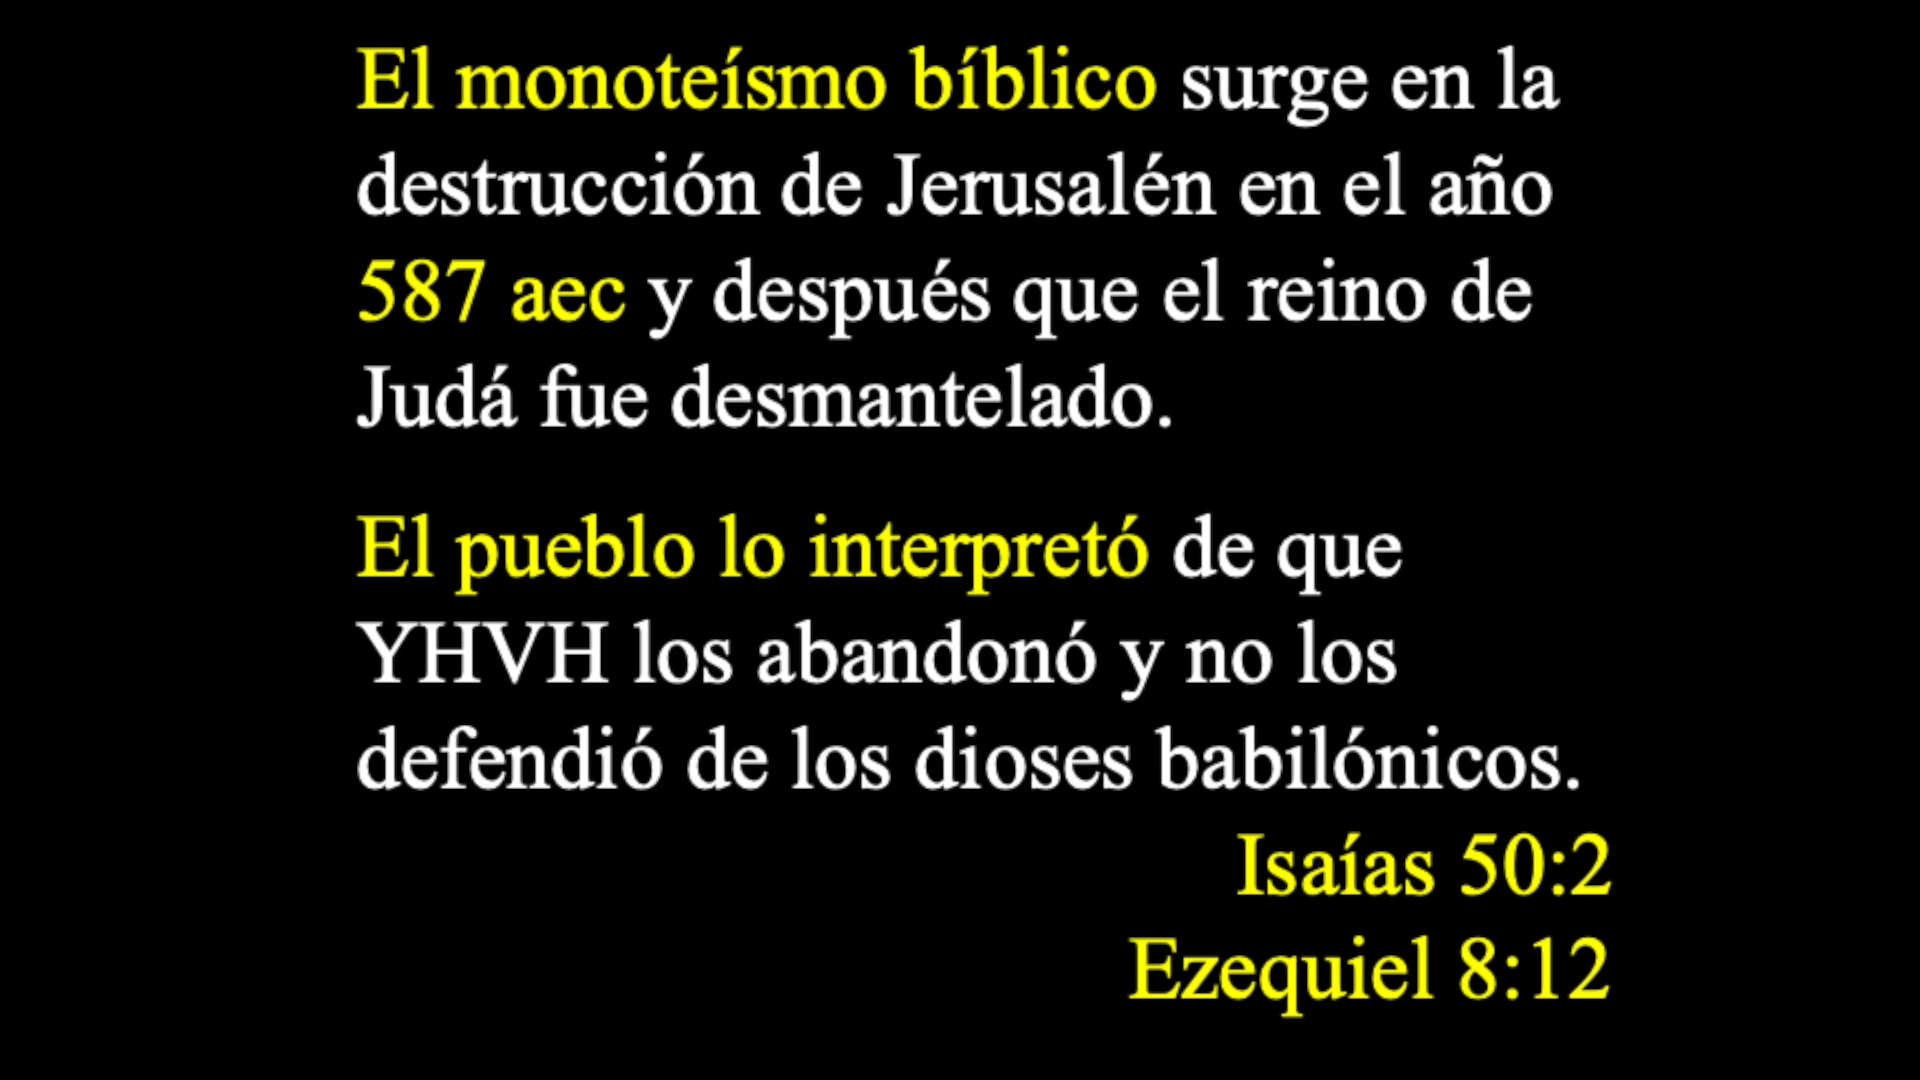 El monoteísmo bíblico surge en la
destrucción de Jerusalén en el año
587 aec y después que el reino de
Judá fue desmantelado.
El pueblo lo interpretó de que
YHVH los abandonó y no los
defendió de los dioses babilónicos.
Isaías 50:2
Ezequiel 8:12